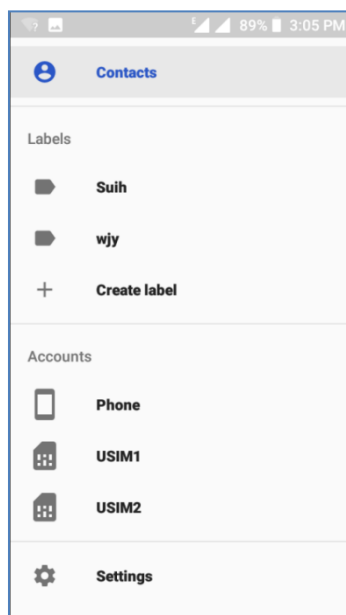 E 89% 3:05 PM
Contacts
Labels
Suih
wjy
Create label
Accounts
Phone
USIM1
USIM2
Settings